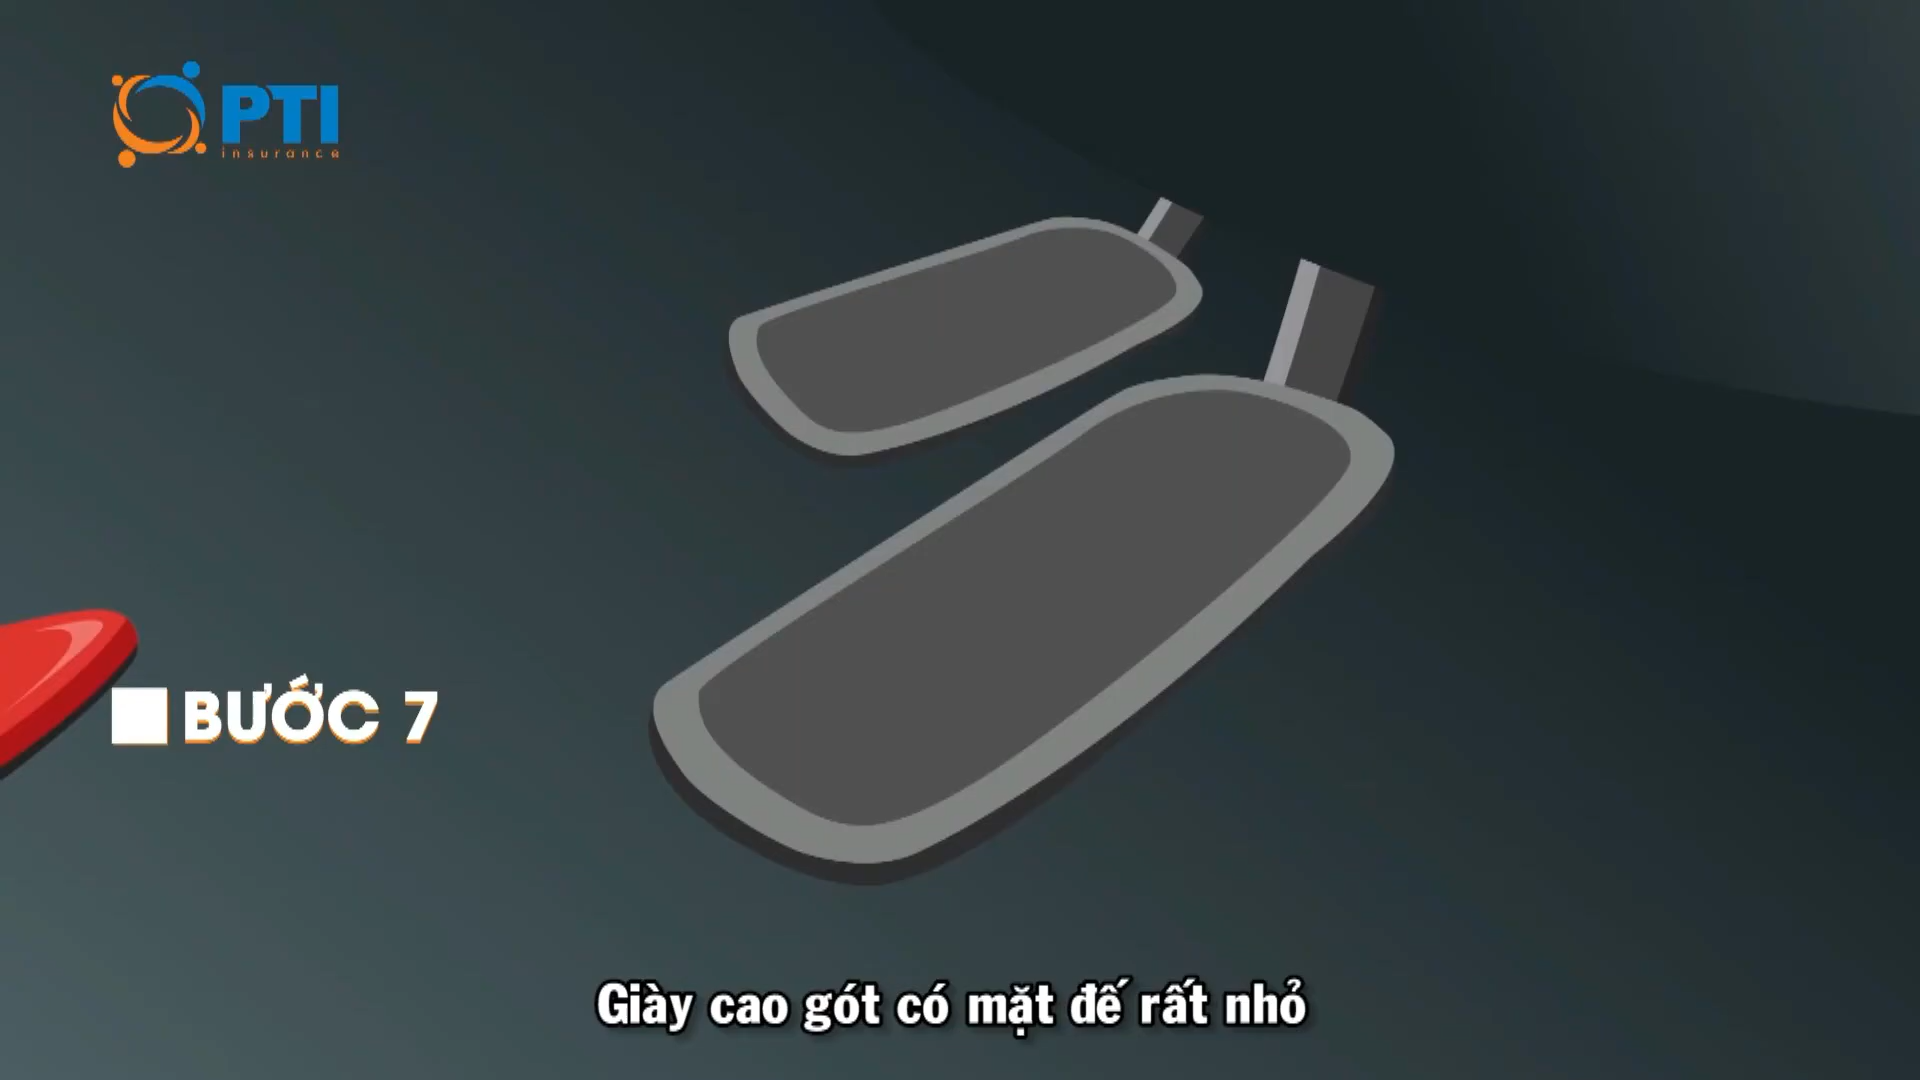 PTI
insurance
BƯỚC 7
Giày cao gót có mặt đế rất nhỏ